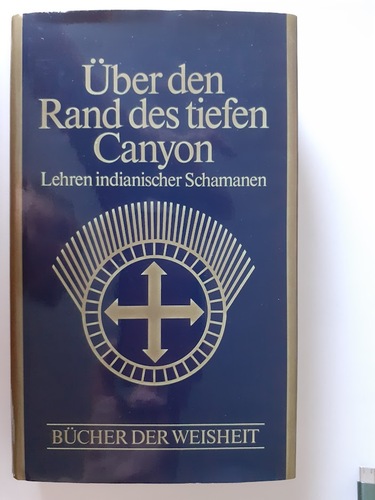 Über den
Rand des tiefen
Canyon
Lehren indianischer Schamanen
BÜCHER DER WEISHEIT